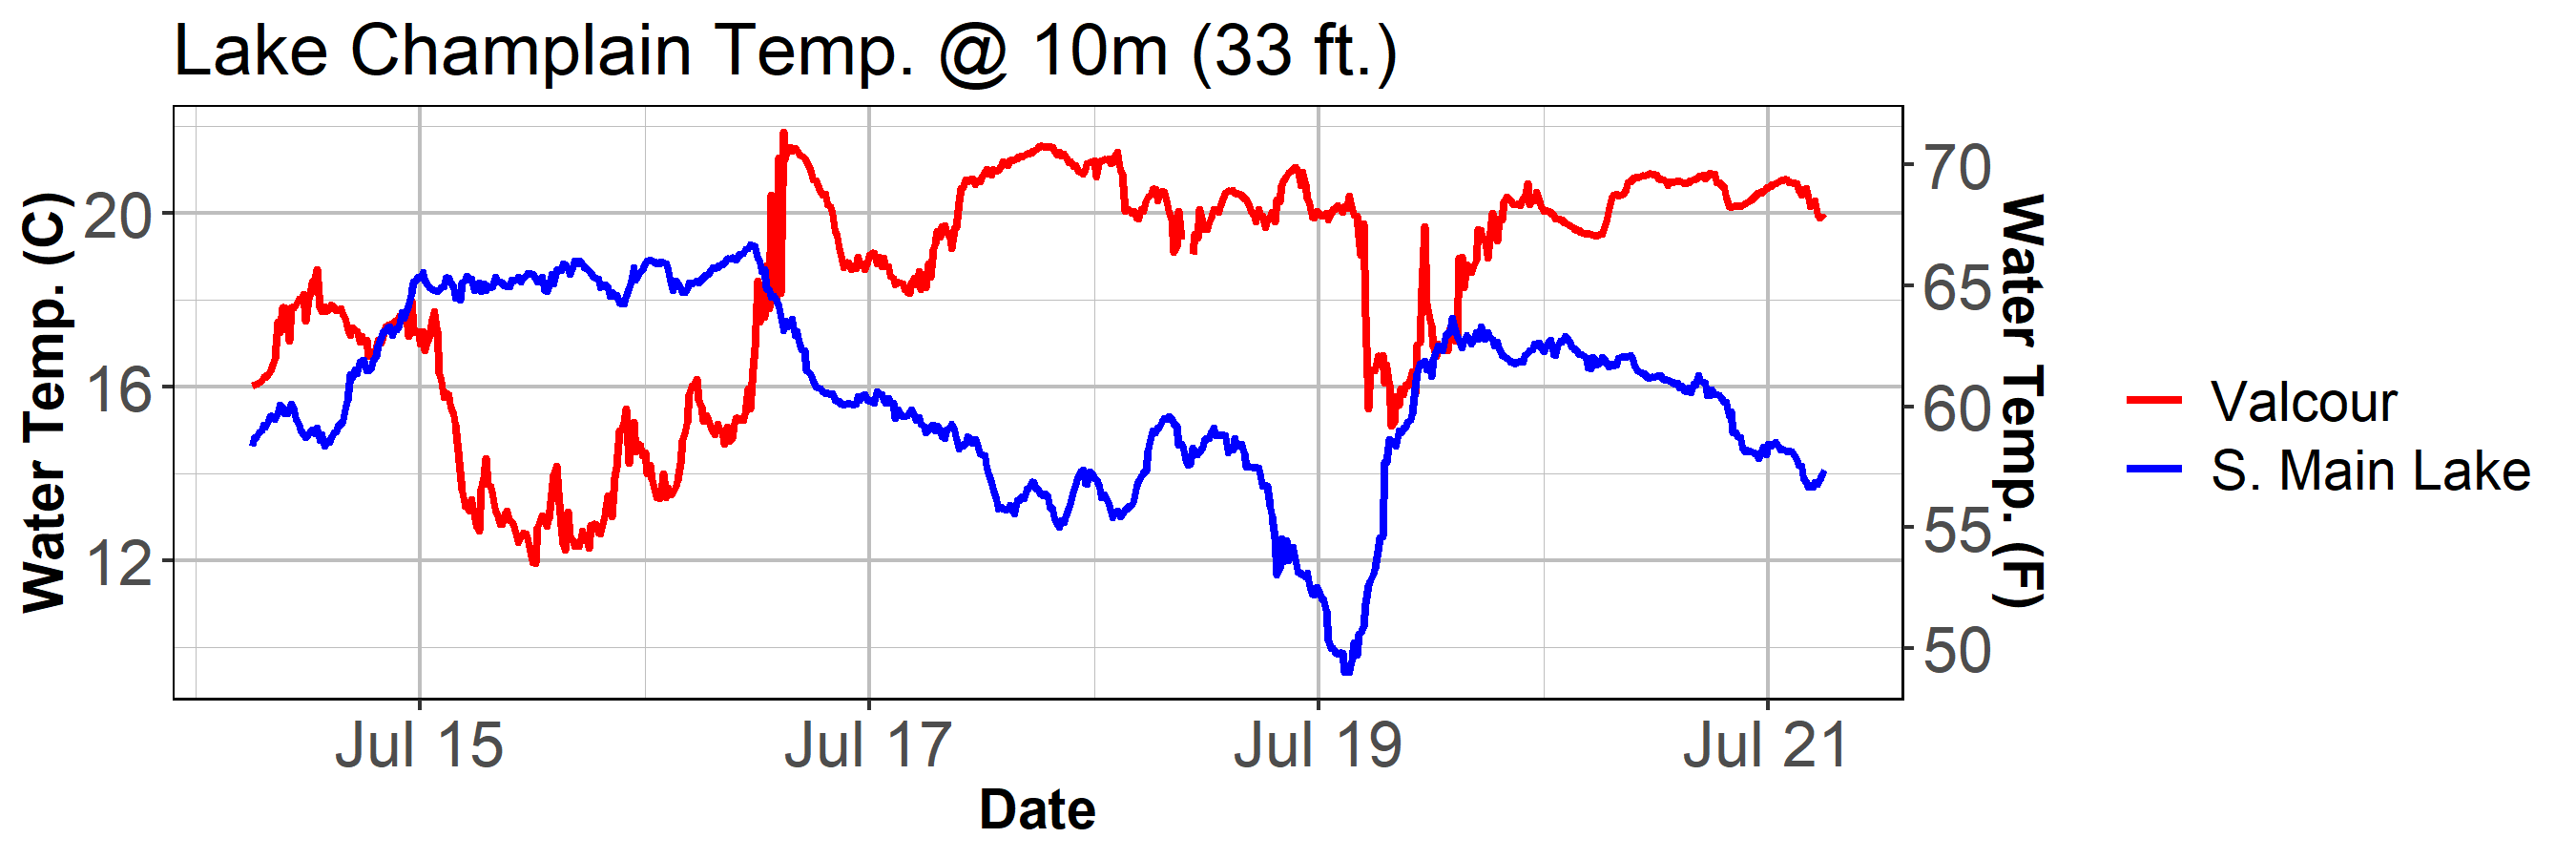 Lake Champlain Temp. @ 10m (33 ft.)
Water Temp. (C)
20
16
12
70
65
60
55
50
Water Temp. (F)
Jul 15
Jul 17
Jul 19
Jul 21
Date
Valcour
S. Main Lake